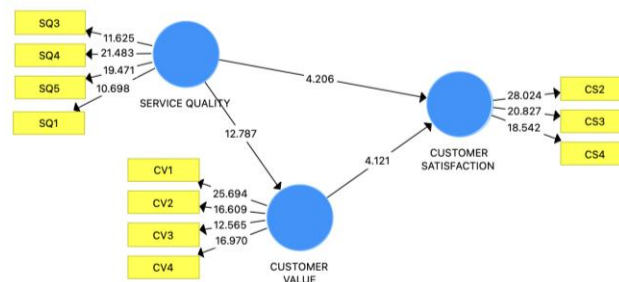 SQ3
11.625
SQ4
21.483
SQ5
19.471
SQ1
10.698
SERVICE QUALITY
4.206
12.787
4.121
28.024
CS2
20.827
CS3
18.542
CS4
CUSTOMER
SATISFACTION
CV1
25.694
CV2
16.609
CV3
12.565
CV4
16.970
CUSTOMER
VALUE